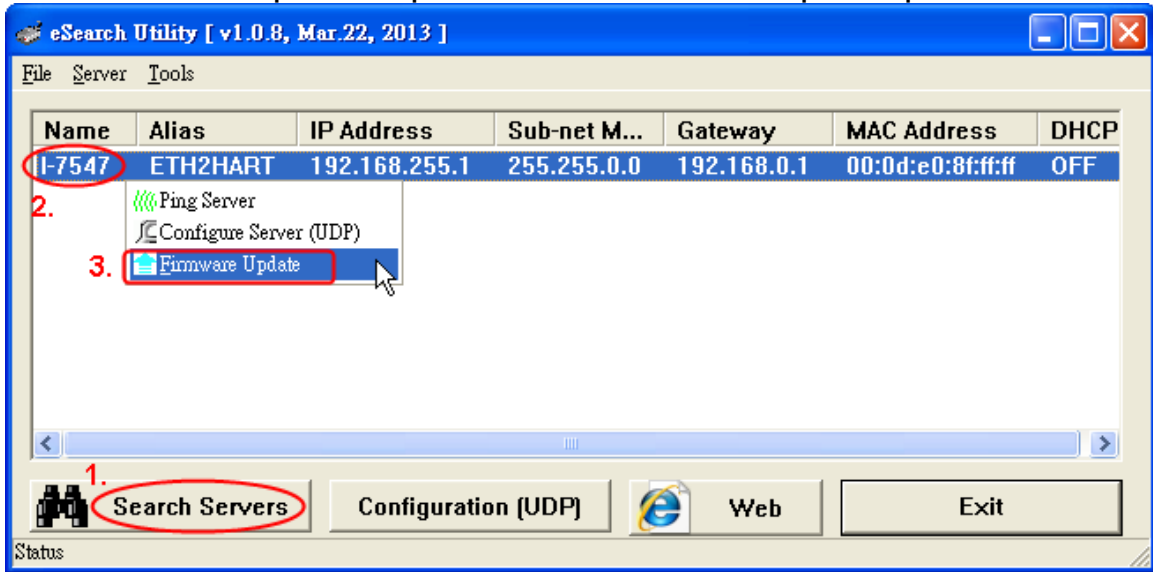 eSearch Utility [ v1.0.8, Mar.22, 2013 ]
File Server Tools
Name Alias IP Address Sub-net M... Gateway MAC Address DHCP
I-7547 ETH2HART 192.168.255.1 255.255.0.0 192.168.0.1 00:0d:e0:8f:ff:ff OFF
2. Ping Server
Configure Server (UDP)
3. Firmware Update
1.
Search Servers Configuration (UDP) Web Exit
Status